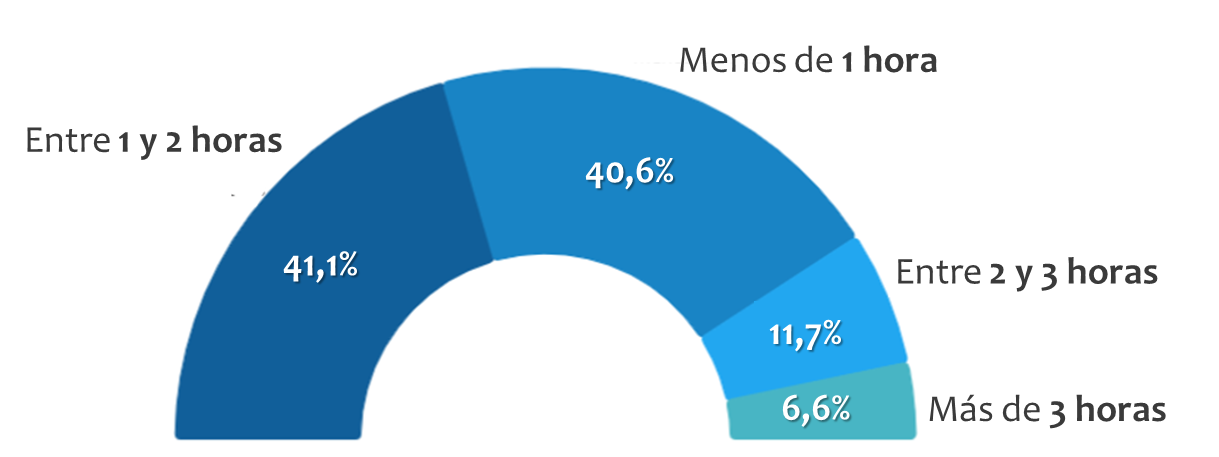 Menos de 1 hora
Entre 1 y 2 horas
40,6%
41,1%
Entre 2 y 3 horas
11,7%
6,6%
Más de 3 horas